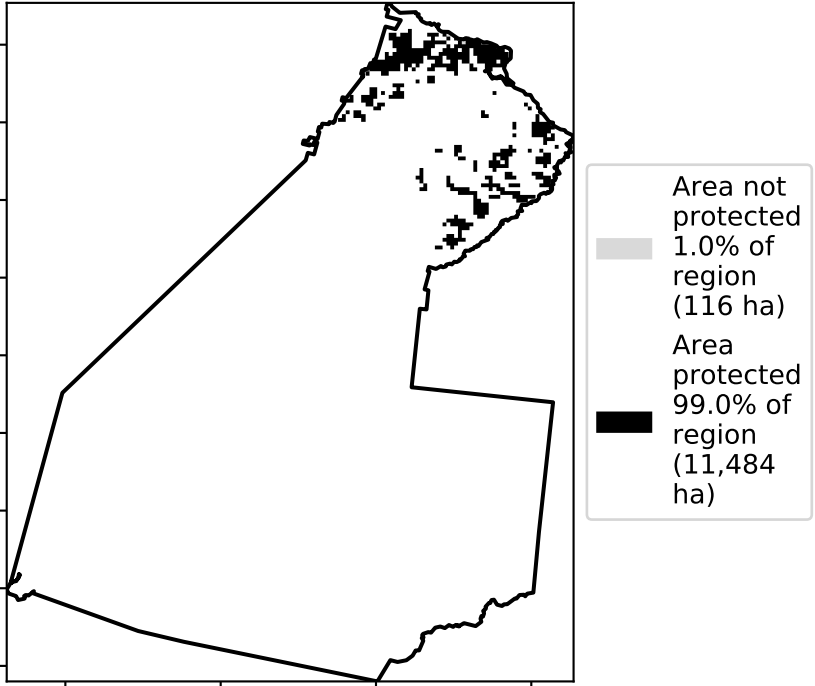 Area not
protected
1.0% of
region
(116 ha)
Area
protected
99.0% of
region
(11,484
ha)